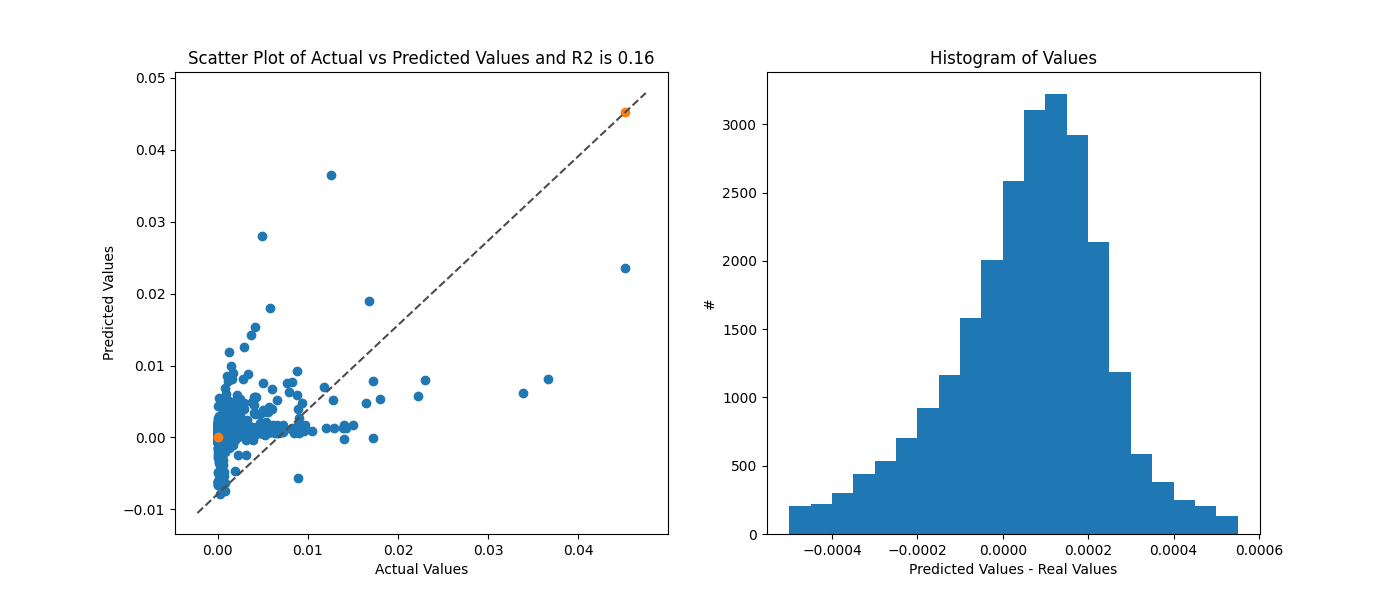 Scatter Plot of Actual vs Predicted Values and R2 is 0.16
0.05
0.04
0.03
0.02
0.01
0.00
−0.01
Predicted Values
0.00 0.01 0.02 0.03 0.04
Actual Values
Histogram of Values
3000
2500
2000
1500
1000
500
0
#
−0.0004 −0.0002 0.0000 0.0002 0.0004 0.0006
Predicted Values - Real Values